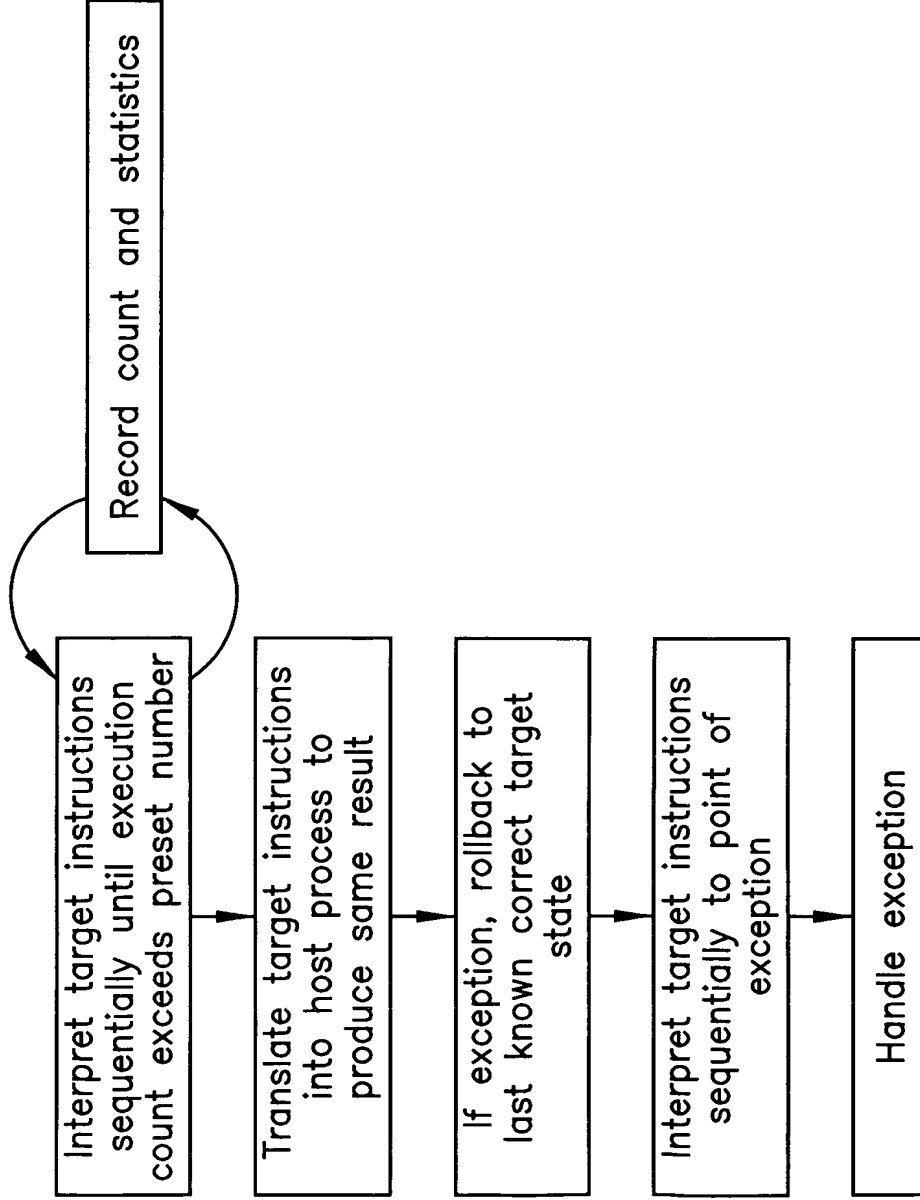 Interpret target instructions
sequentially until execution
count exceeds preset number
Record count and statistics
Translate target instructions
into host process to
produce same result
If exception, rollback to
last known correct target
state
Interpret target instructions
sequentially to point of
exception
Handle exception